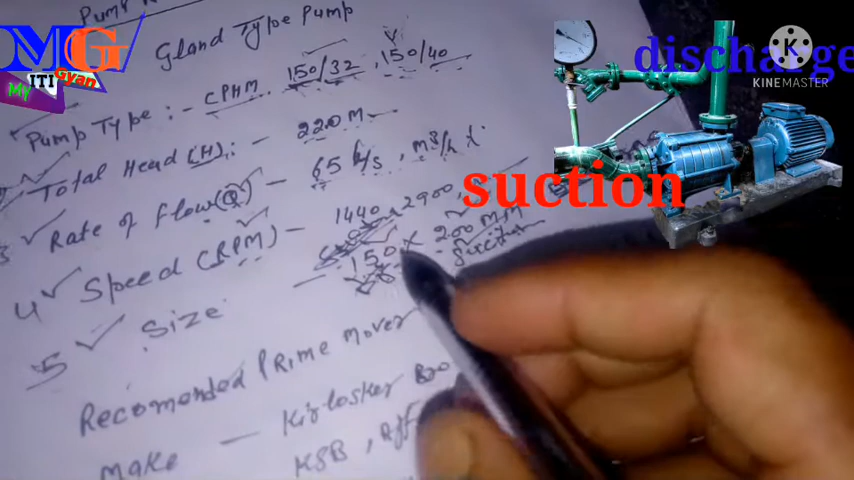 Gland Type Pump
Pump Type :- CPHM. 150/32, 150/40
Total Head (H):- 220 M
Rate of flow (Q) - 65 l/s, m3/h
4 Speed (RPM) - 1440 x 2900,
5 Size 150 x 200 MM
Suction
Recomended PRime Mover
Make - Kirlosker
KSB,
MG
My ITI Gyan
discharge
KINEMASTER
suction